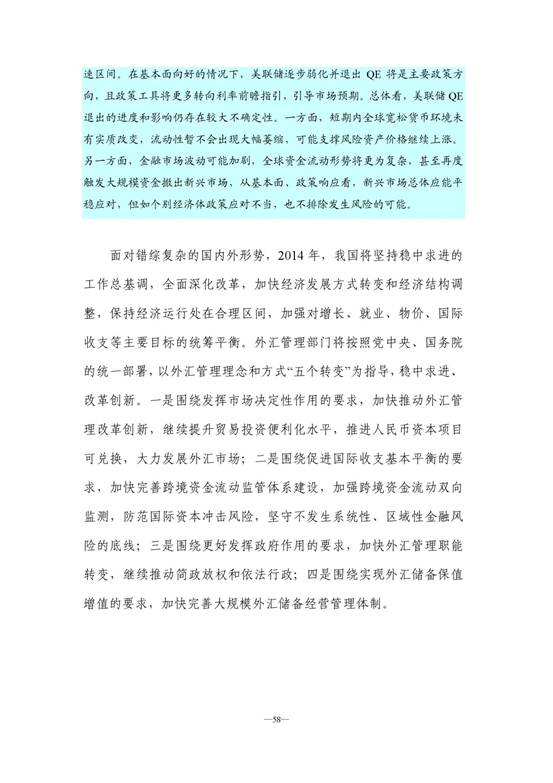 速区间。在基本面向好的情况下，美联储逐步弱化并退出 QE 将是主要政策方
向，且政策工具将更多转向利率前瞻指引，引导市场预期。总体看，美联储 QE
退出的进度和影响仍存在较大不确定性。一方面，短期内全球宽松货币环境未
有实质改变，流动性暂不会出现大幅萎缩，可能支撑风险资产价格继续上涨。
另一方面，金融市场波动可能加剧，全球资金流动形势将更为复杂，甚至再度
触发大规模资金撤出新兴市场，从基本面、政策响应看，新兴市场总体应能平
稳应对，但如个别经济体政策应对不当，也不排除发生风险的可能。
面对错综复杂的国内外形势，2014 年，我国将坚持稳中求进的
工作总基调，全面深化改革，加快经济发展方式转变和经济结构调
整，保持经济运行处在合理区间，加强对增长、就业、物价、国际
收支等主要目标的统筹平衡。外汇管理部门将按照党中央、国务院
的统一部署，以外汇管理理念和方式“五个转变”为指导，稳中求进、
改革创新。一是围绕发挥市场决定性作用的要求，加快推动外汇管
理改革创新，继续提升贸易投资便利化水平，推进人民币资本项目
可兑换，大力发展外汇市场；二是围绕促进国际收支基本平衡的要
求，加快完善跨境资金流动监管体系建设，加强跨境资金流动双向
监测，防范国际资本冲击风险，坚守不发生系统性、区域性金融风
险的底线；三是围绕更好发挥政府作用的要求，加快外汇管理职能
转变，继续推动简政放权和依法行政；四是围绕实现外汇储备保值
增值的要求，加快完善大规模外汇储备经营管理体制。
—58—